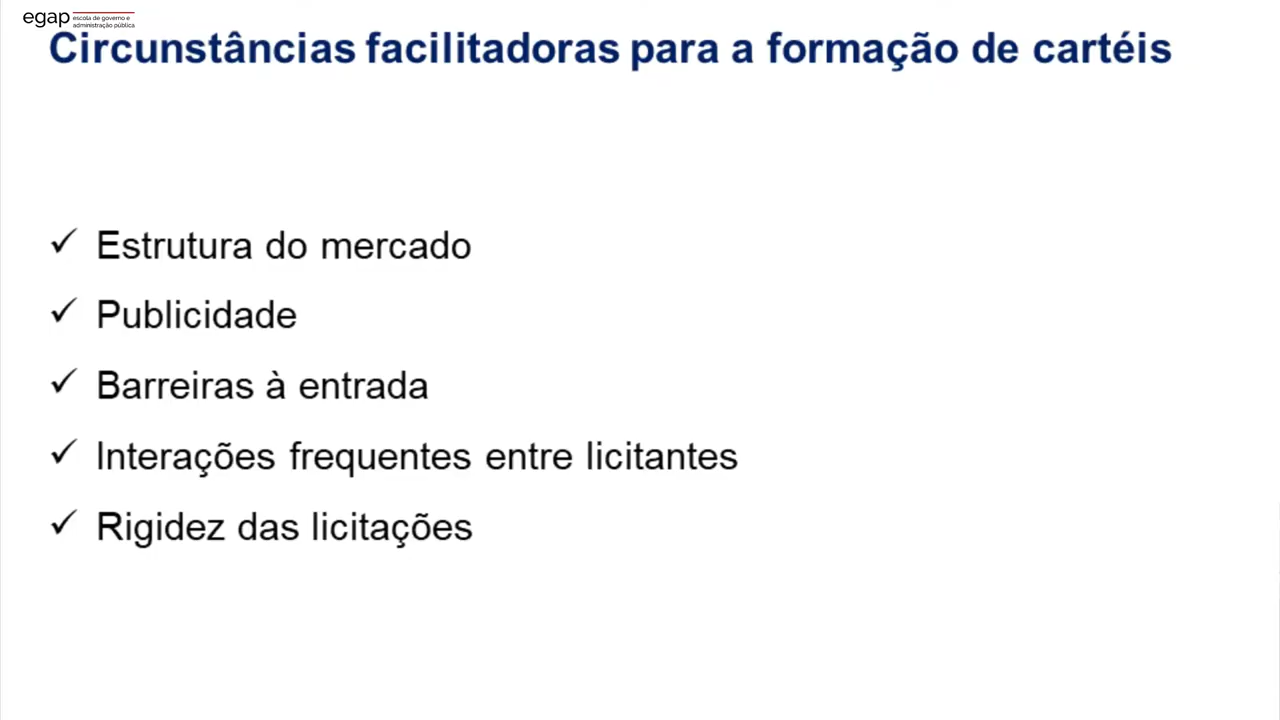 egap escola de governo e
administração pública
Circunstâncias facilitadoras para a formação de cartéis
✓ Estrutura do mercado
✓ Publicidade
✓ Barreiras à entrada
✓ Interações frequentes entre licitantes
✓ Rigidez das licitações